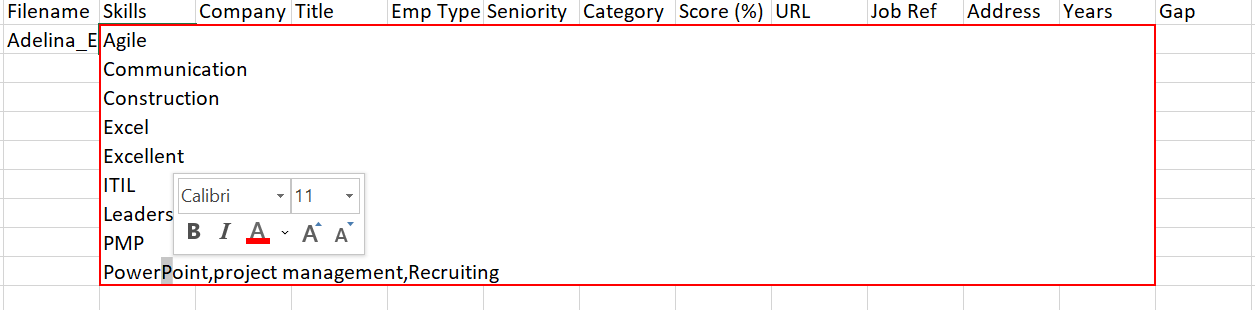 Filename Skills Company Title Emp Type Seniority Category Score (%) URL Job Ref Address Years Gap
Adelina_E Agile
Communication
Construction
Excel
Excellent
ITIL
Calibri 11
Leaders
B I A A A
PMP
PowerPoint,project management,Recruiting